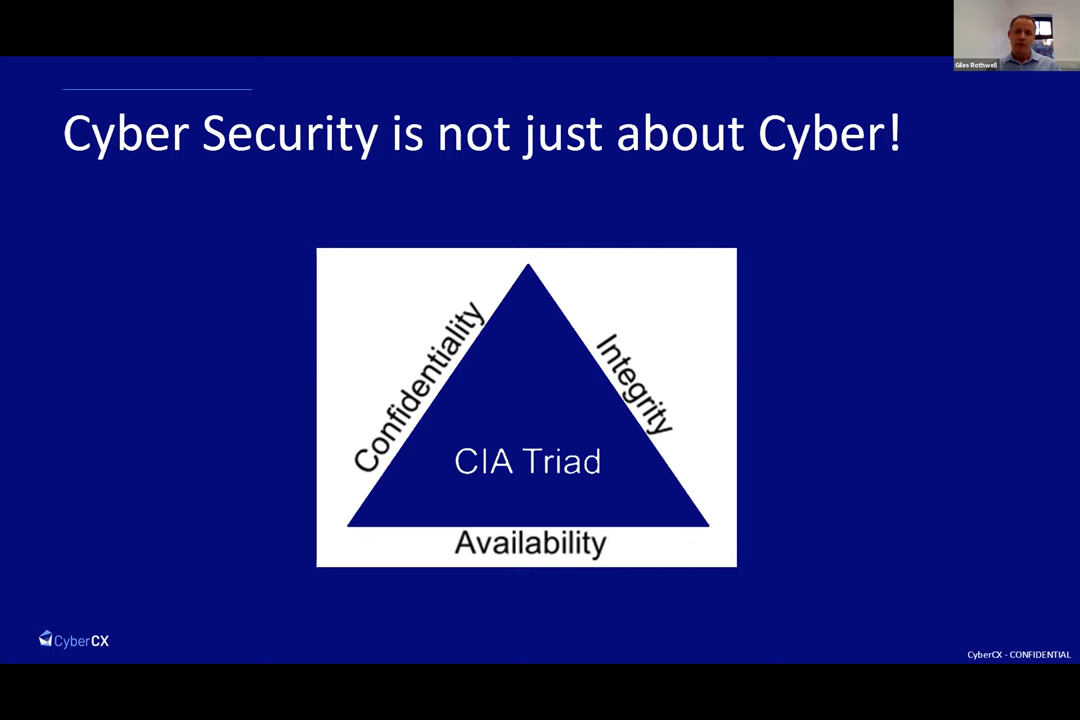 Giles Rothwell
Cyber Security is not just about Cyber!
Confidentiality
Integrity
CIA Triad
Availability
CyberCX
CyberCX - CONFIDENTIAL